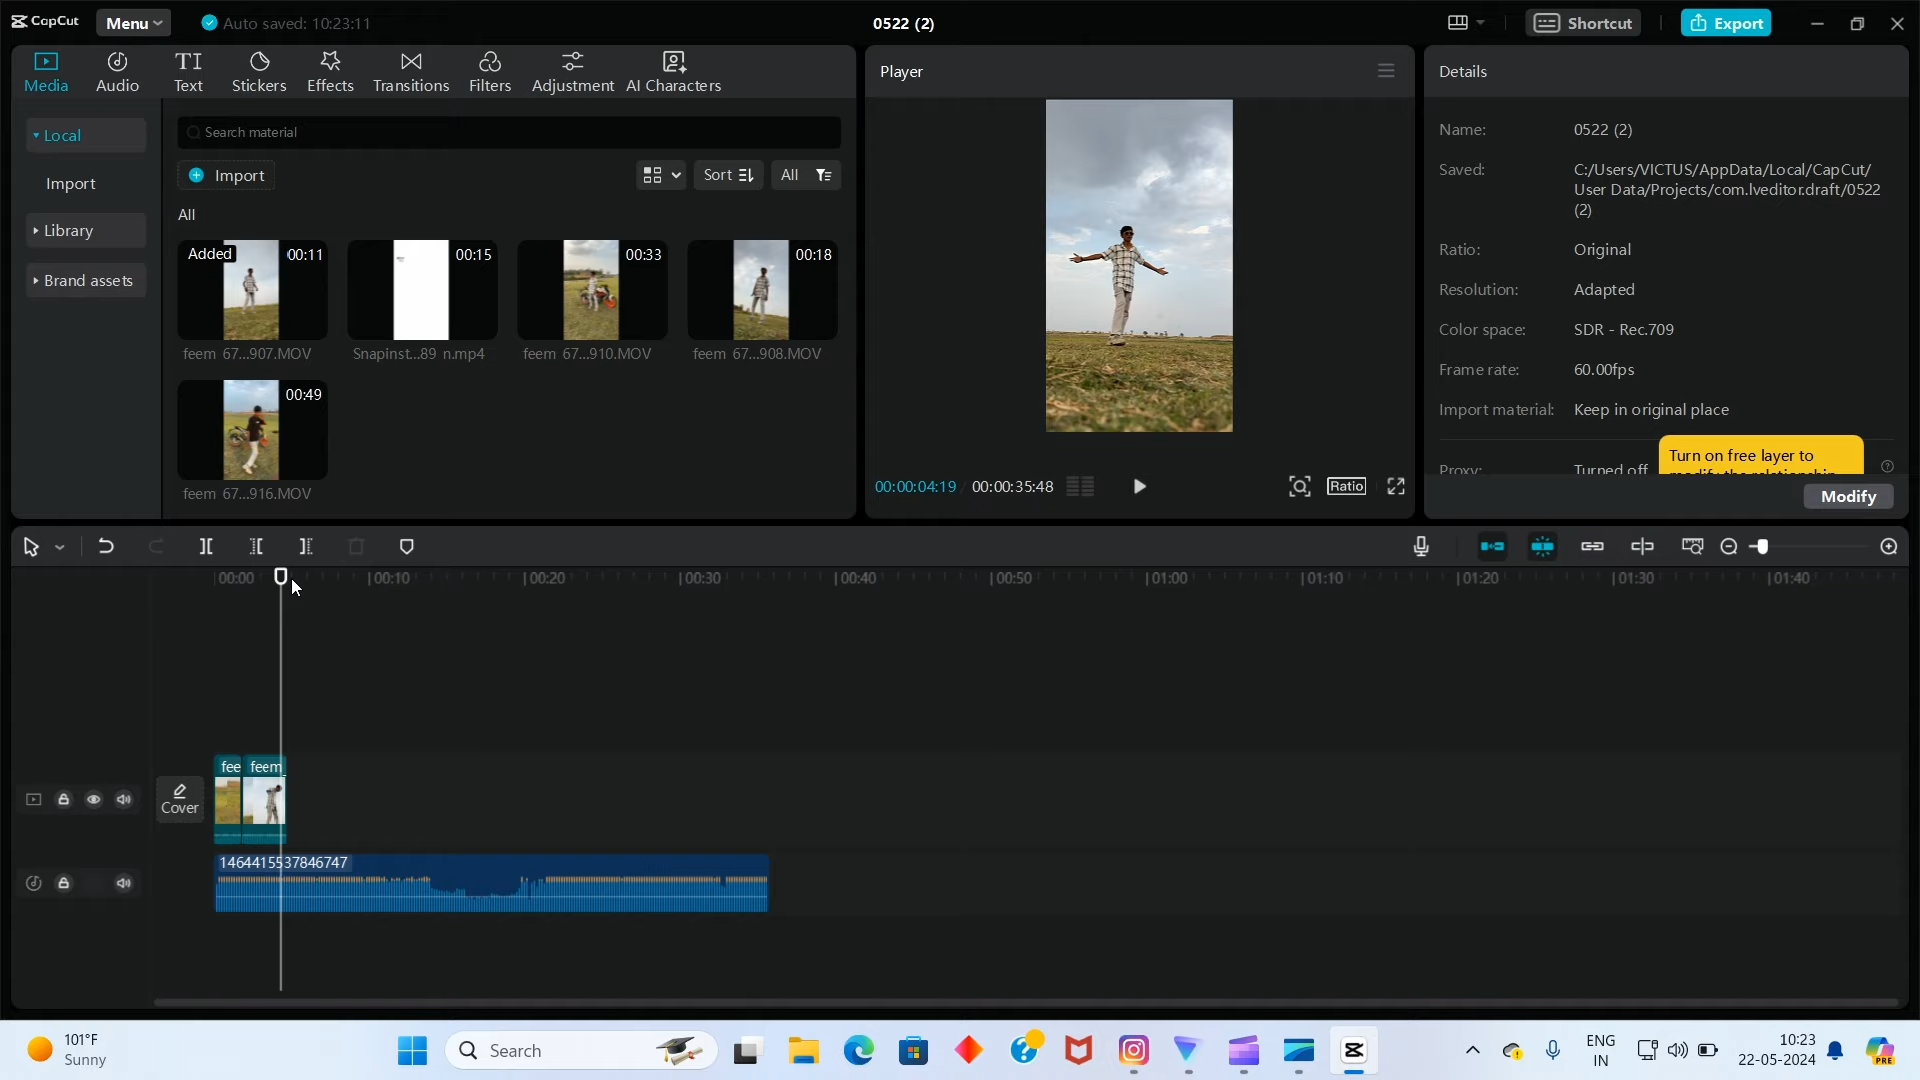 CapCut
Menu
Auto saved: 10:23:11
0522 (2)
Shortcut
Export
Media
Audio
TI
Text
Stickers
Effects
Transitions
Filters
Adjustment
AI Characters
Player
Details
Local
Import
Library
Brand assets
Search material
Import
Sort
All
All
Added
00:11
00:15
00:33
00:18
feem 67...907.MOV
Snapinst...89 n.mp4
feem 67...910.MOV
feem 67...908.MOV
00:49
feem 67...916.MOV
00:00:04:19
00:00:35:48
Ratio
Name:
0522 (2)
Saved:
C:/Users/VICTUS/AppData/Local/CapCut/
User Data/Projects/com.lveditor.draft/0522
(2)
Ratio:
Original
Resolution:
Adapted
Color space:
SDR - Rec.709
Frame rate:
60.00fps
Import material:
Keep in original place
Proxy:
Turned off
Turn on free layer to
modify the relationship
Modify
00:00
00:10
00:20
00:30
00:40
00:50
01:00
01:10
01:20
01:30
01:40
Cover
fee
feem_
1464415537846747
101°F
Sunny
Search
ENG
IN
10:23
22-05-2024
PRE